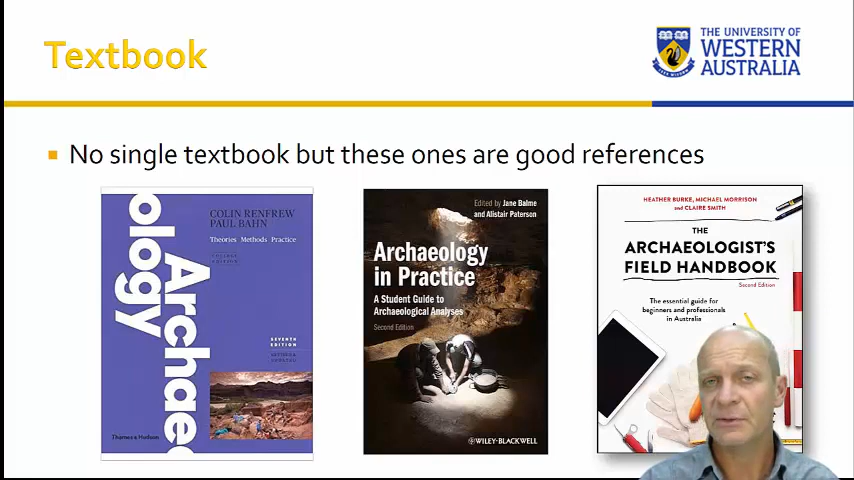 Textbook
THE UNIVERSITY OF
WESTERN
AUSTRALIA
No single textbook but these ones are good references
Archae
ology
COLIN RENFREW
PAUL BAHN
Theories Methods Practice
SEVENTH
EDITION
Thames & Hudson
Edited by Jane Balme
and Alistair Paterson
Archaeology
in Practice
A Student Guide to
Archaeological Analyses
Second Edition
WILEY-BLACKWELL
HEATHER BURKE, MICHAEL MORRISON
and CLAIRE SMITH
THE
ARCHAEOLOGIST'S
FIELD HANDBOOK
Second Edition
The essential guide for
beginners and professionals
in Australia